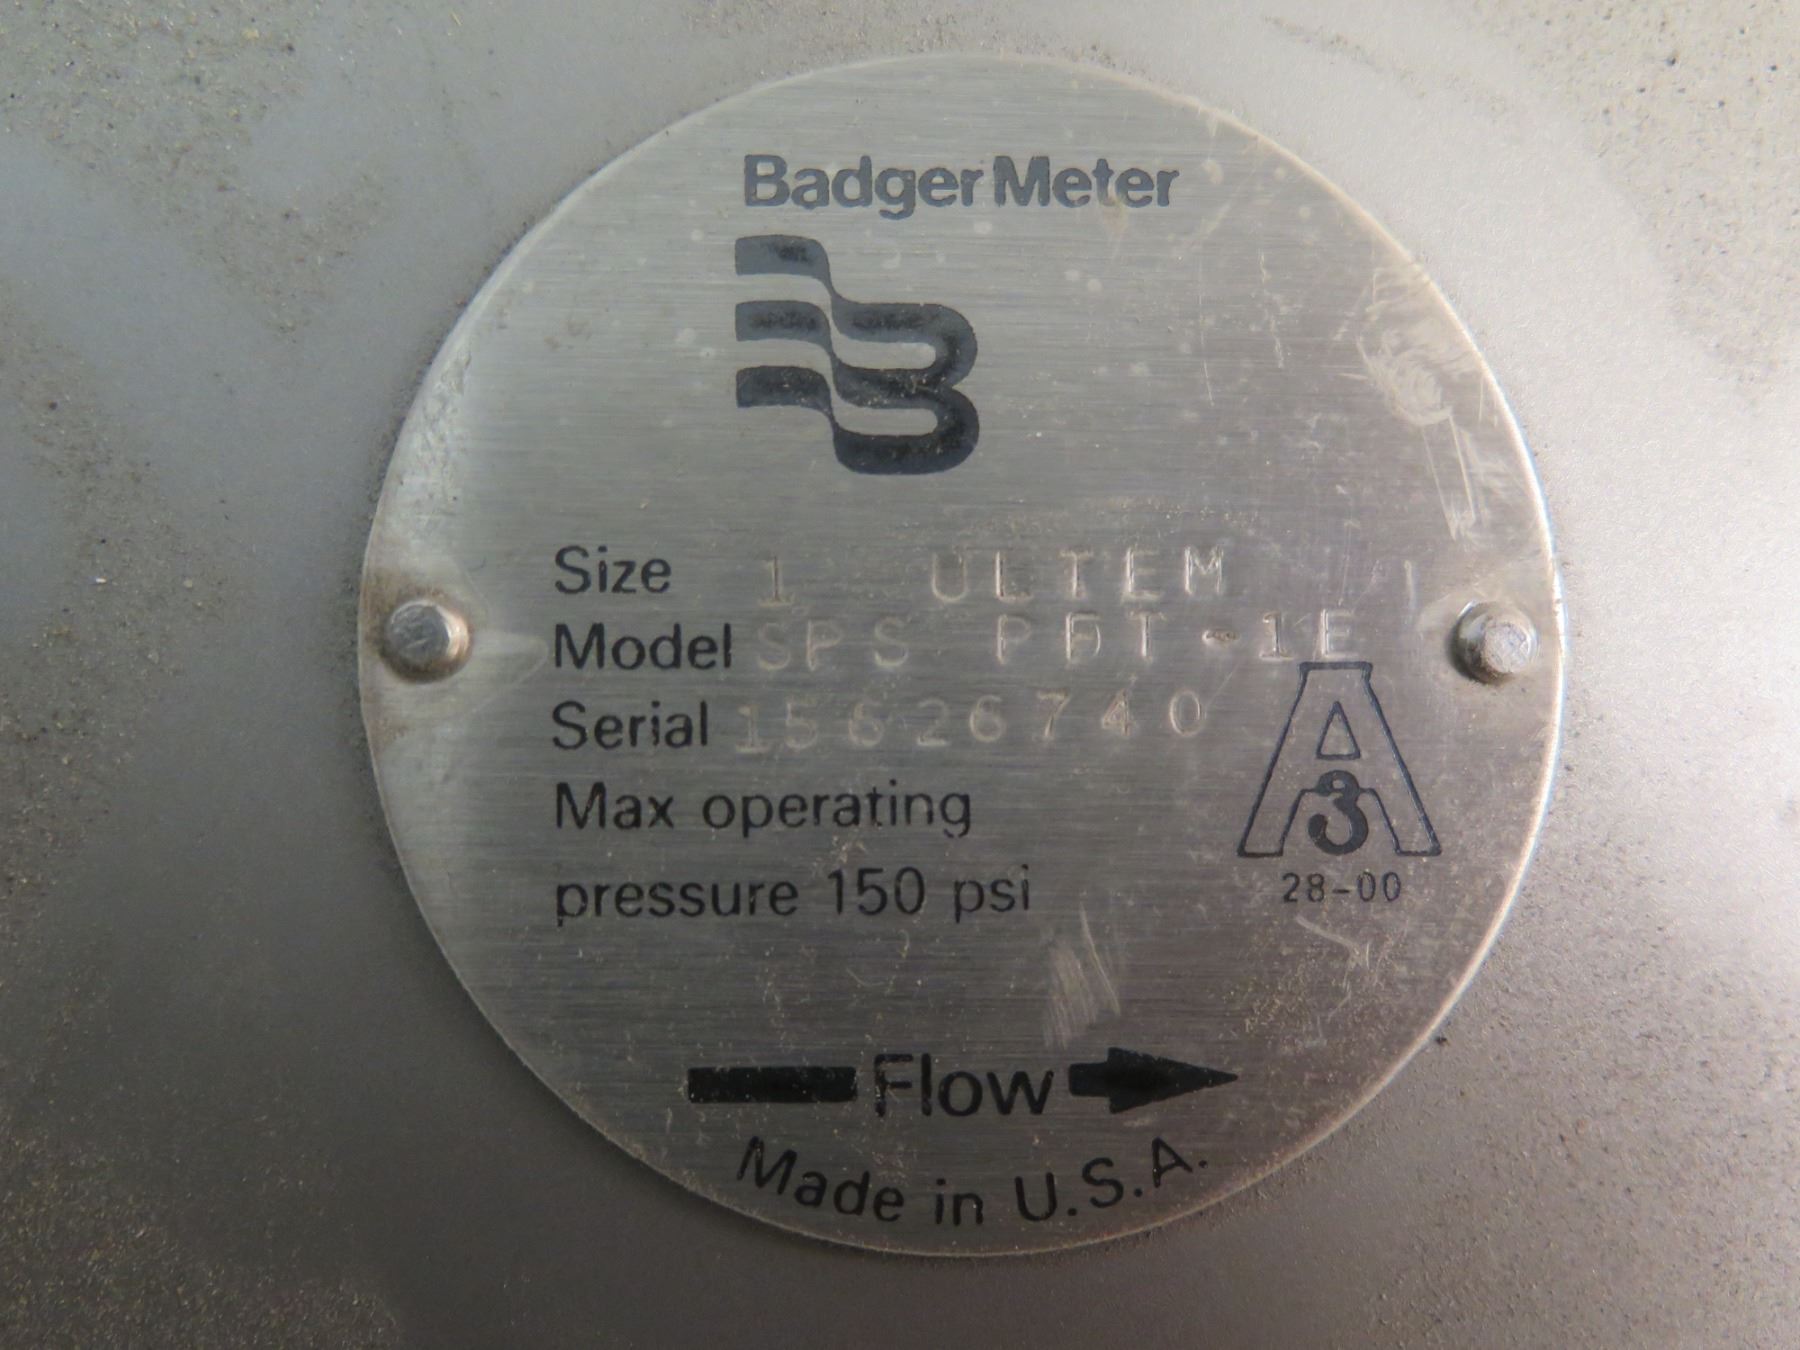 Badger Meter
Size 1 ULTEM
Model SPS PBT-1E
Serial 15626740
Max operating
pressure 150 psi
A
3
28-00
Flow
Made in U.S.A.